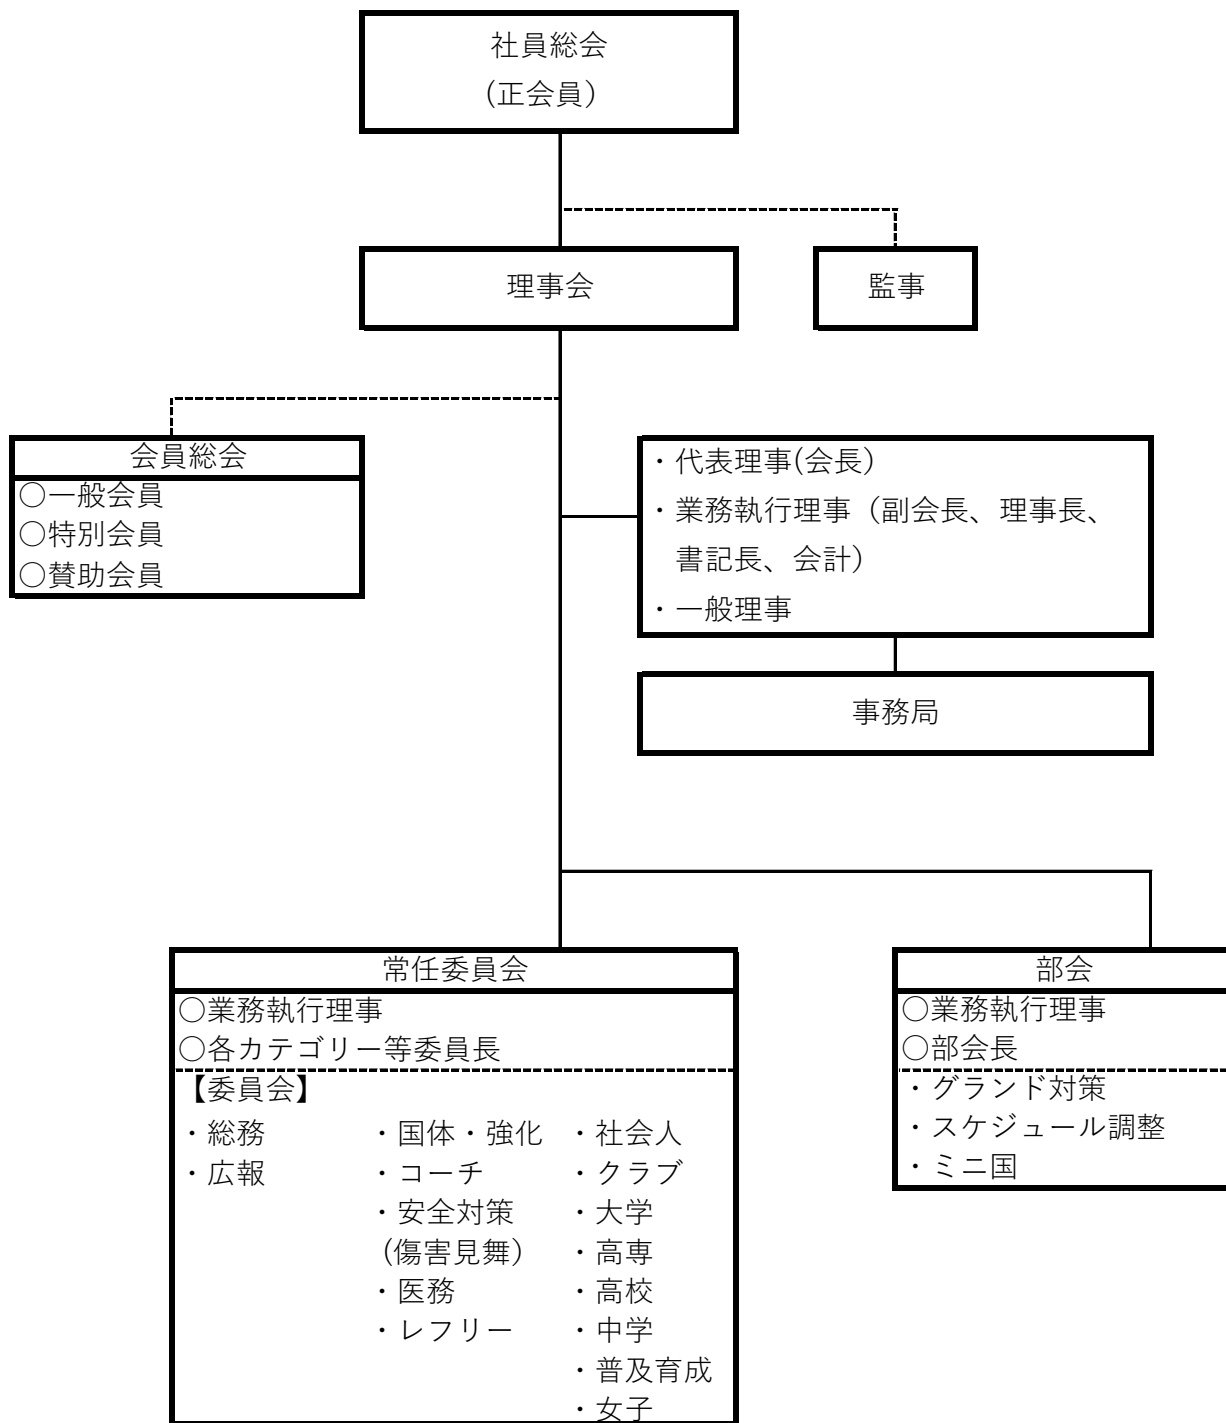 社員総会
(正会員)
理事会
監事
会員総会
○一般会員
○特別会員
○賛助会員
・代表理事(会長)
・業務執行理事（副会長、理事長、
書記長、会計)
・一般理事
事務局
常任委員会
○業務執行理事
○各カテゴリー等委員長
【委員会】
・総務
・広報
・国体・強化
・コーチ
・安全対策
(傷害見舞)
・医務
・レフリー
・社会人
・クラブ
・大学
・高専
・高校
・中学
・普及育成
・女子
部会
○業務執行理事
○部会長
・グランド対策
・スケジュール調整
・ミニ国